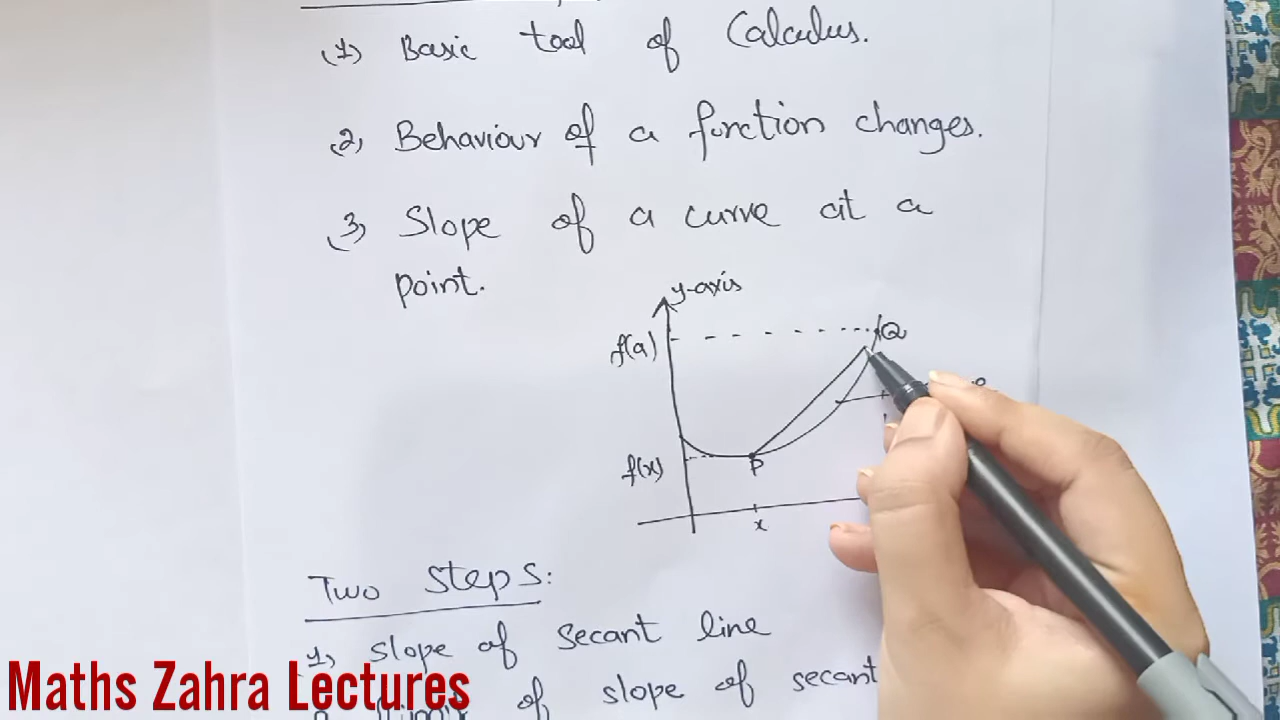 (1) Basic tool of Calculus.
(2) Behaviour of a function changes.
(3) Slope of a curve at a
point.
y-axis
f(a)
Q
f(x)
P
x
Two Steps:
1) Slope of Secant line
of slope of secant
Maths Zahra Lectures